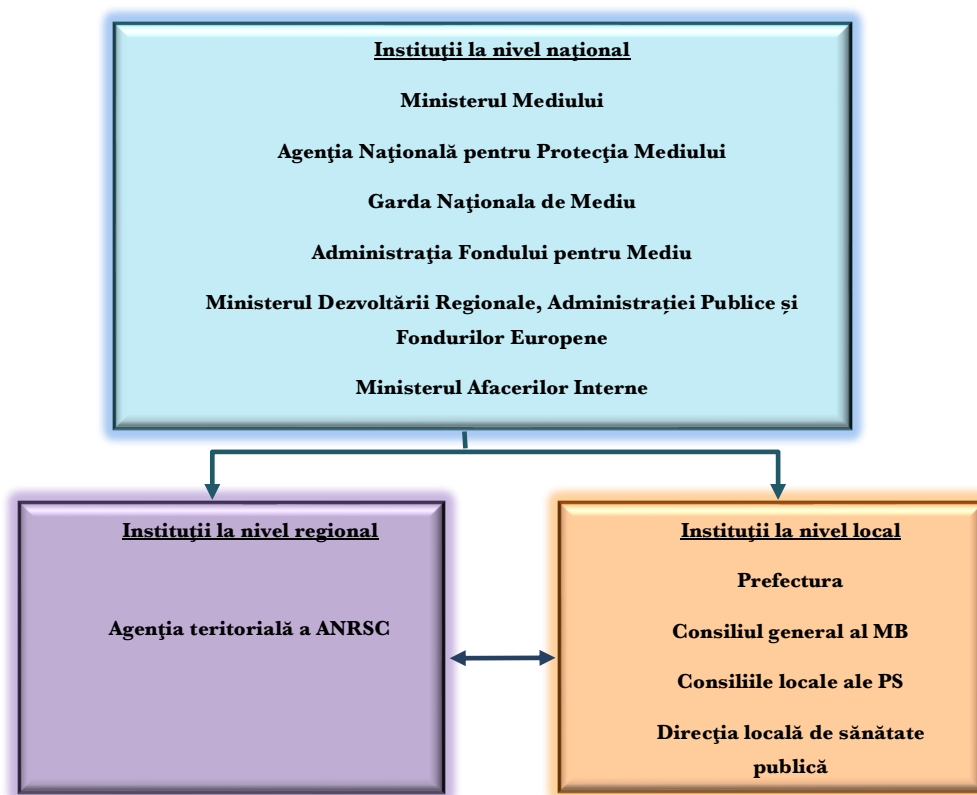 Instituţii la nivel naţional
Ministerul Mediului
Agenţia Naţională pentru Protecţia Mediului
Garda Naţionala de Mediu
Administraţia Fondului pentru Mediu
Ministerul Dezvoltării Regionale, Administrației Publice și
Fondurilor Europene
Ministerul Afacerilor Interne
Instituţii la nivel regional
Agenţia teritorială a ANRSC
Instituţii la nivel local
Prefectura
Consiliul general al MB
Consiliile locale ale PS
Direcţia locală de sănătate
publică